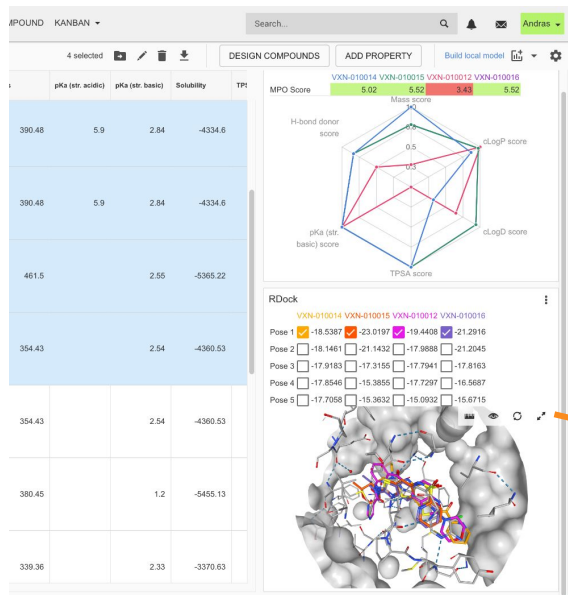 MPOUND KANBAN Search... Andras
4 selected DESIGN COMPOUNDS ADD PROPERTY Build local model
s pKa (str. acidic) pKa (str. basic) Solubility TPS
390.48 5.9 2.84 -4334.6
390.48 5.9 2.84 -4334.6
461.5 2.55 -5365.22
354.43 2.54 -4360.53
354.43 2.54 -4360.53
380.45 1.2 -5455.13
339.36 2.33 -3370.63
VXN-010014 VXN-010015 VXN-010012 VXN-010016
MPO Score 5.02 5.52 3.43 5.52
Mass score
1.0
H-bond donor
score
0.8
0.5
0.3
cLogP score
pKa (str.
basic) score
cLogD score
TPSA score
RDock
VXN-010014 VXN-010015 VXN-010012 VXN-010016
Pose 1 -18.5387 -23.0197 -19.4408 -21.2916
Pose 2 -18.1461 -21.1432 -17.9888 -21.2045
Pose 3 -17.9183 -17.3155 -17.7941 -17.8163
Pose 4 -17.8546 -15.3855 -17.7297 -16.5687
Pose 5 -17.7058 -15.3632 -15.0932 -15.6715